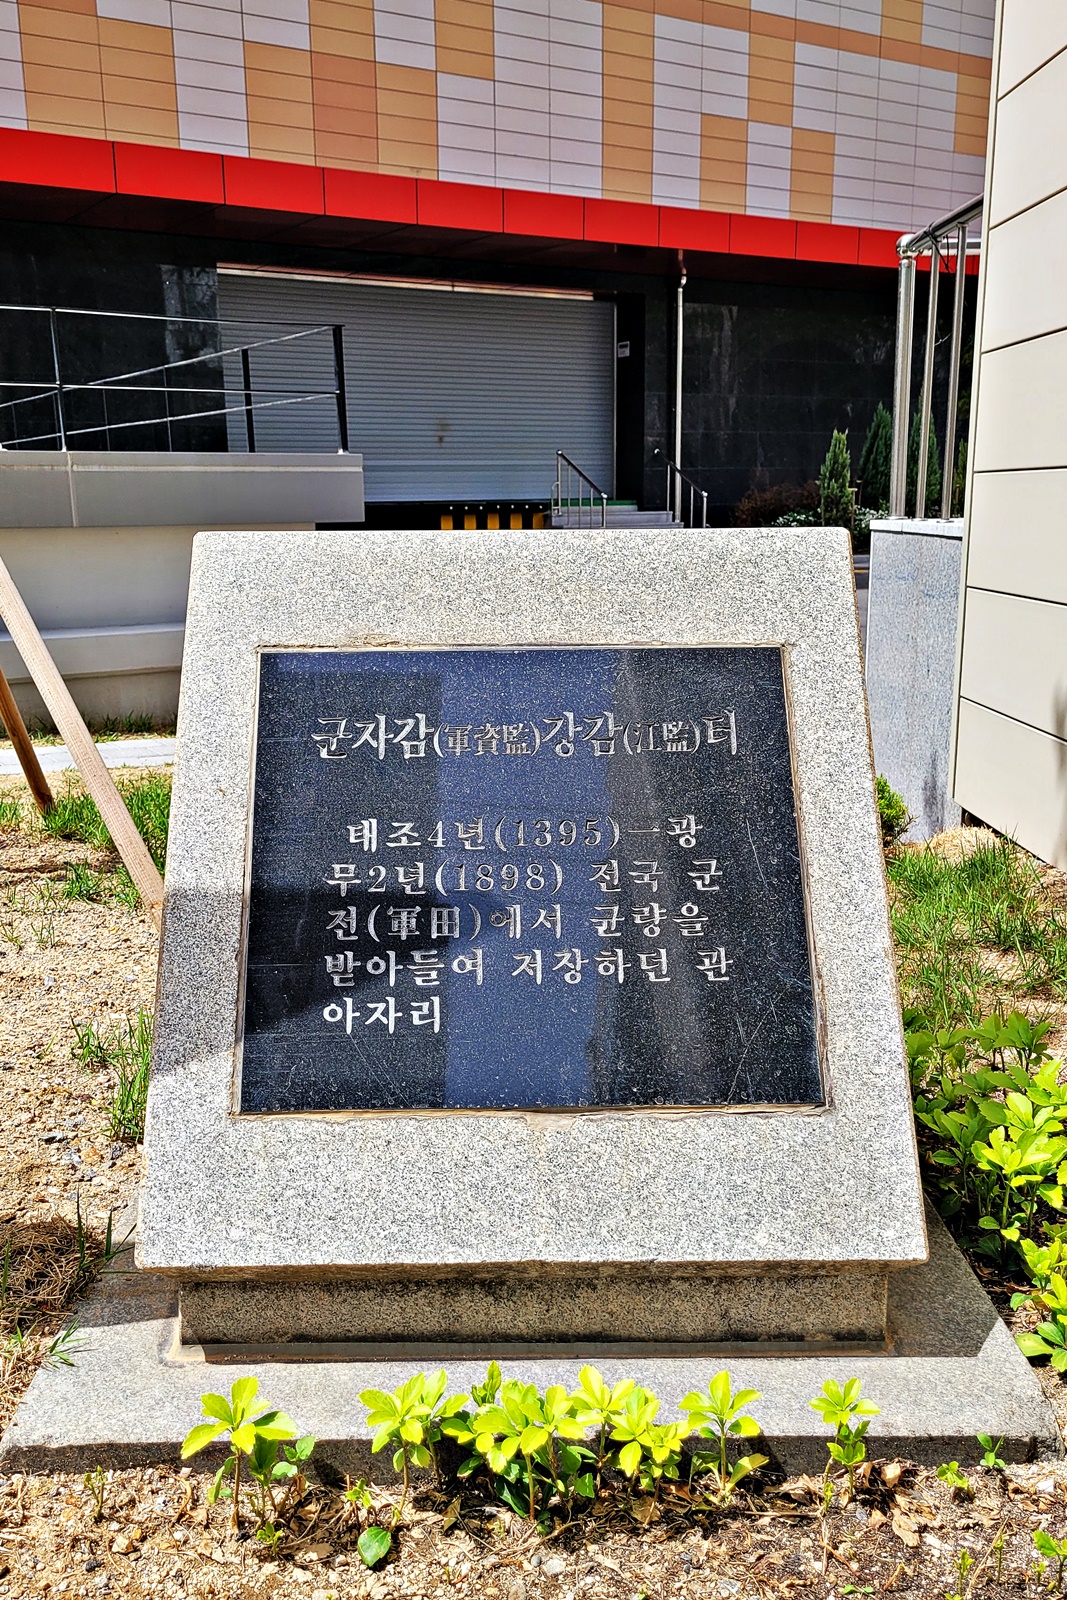 군자감(軍資監)강감(江監)터
태조4년(1395)―광
무2년(1898) 전국 군
전(軍田)에서 군량을
받아들여 저장하던 관
아자리